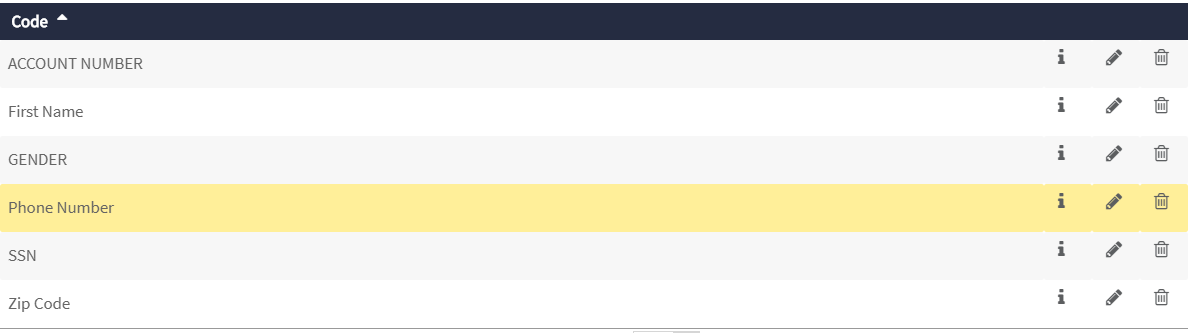 Code
ACCOUNT NUMBER
First Name
GENDER
Phone Number
SSN
Zip Code